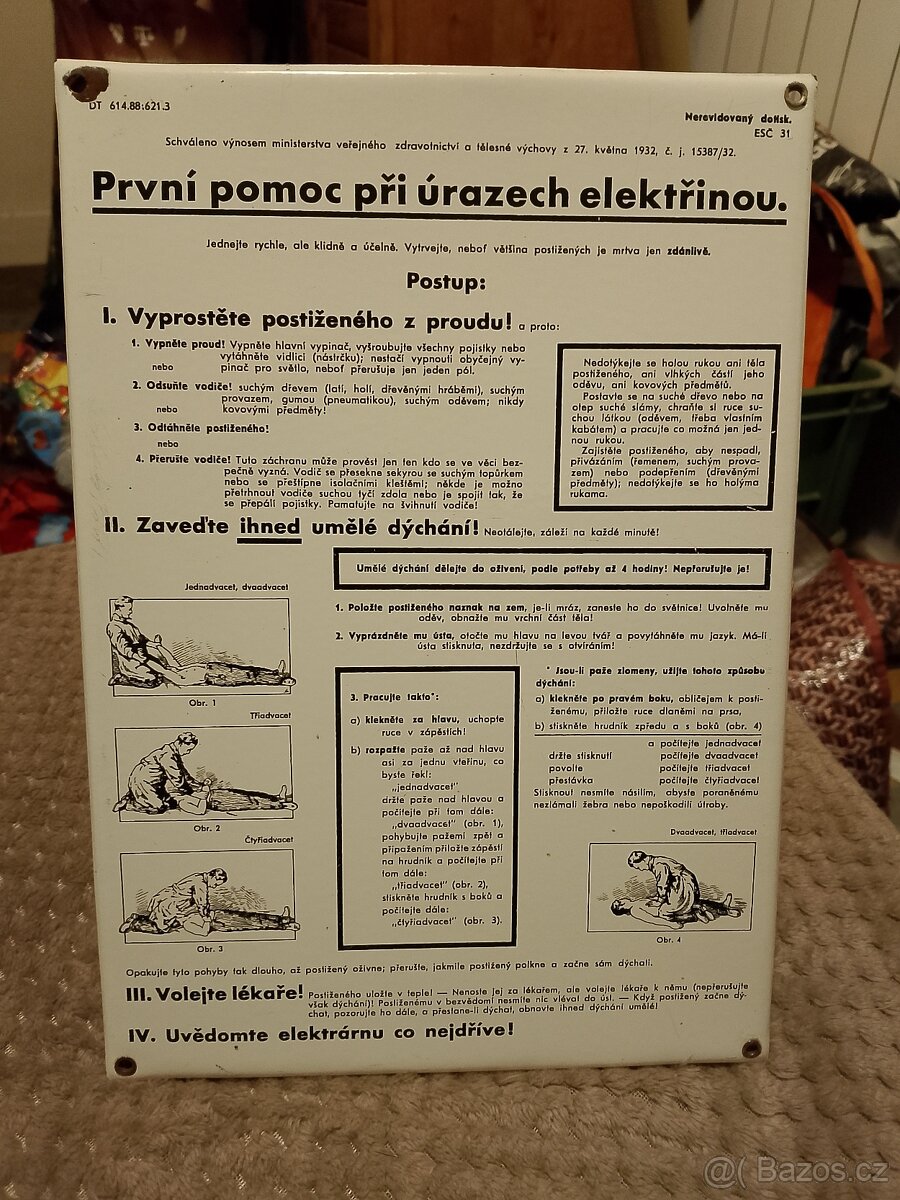 DT 614.88:621.3
Nerevidovaný dotisk.
ESČ 31
Schváleno výnosem ministerstva veřejného zdravotnictví a tělesné výchovy z 27. května 1932, č. j. 15387/32.
První pomoc při úrazech elektřinou.
Jednejte rychle, ale klidně a účelně. Vytrvejte, neboť většina postižených je mrtva jen zdánlivě.
Postup:
I. Vyprostěte postiženého z proudu! a proto:
1. Vypněte proud! Vypněte hlavní vypinač, vyšroubujte všechny pojistky nebo
vytáhněte vidlici (nástrčku); nestačí vypnouti obyčejný vy-
nebo
pinač pro světlo, neboť přerušuje jen jeden pól.
2. Odsuňte vodiče! suchým dřevem (latí, holí, dřevěnými hráběmi), suchým
provazem, gumou (pneumatikou), suchým oděvem; nikdy
nebo
kovovými předměty!
3. Odtáhněte postiženého!
nebo
4. Přerušte vodiče! Tuto záchranu může provést jen ten kdo se ve věci bez-
pečně vyzná. Vodič se přesekne sekyrou se suchým topůrkem
nebo se přeštipne isolačními kleštěmi; někde je možno
přetrhnout vodiče suchou tyčí zdola nebo je spojit tak, že
se přepálí pojistky. Pamatujte na švihnutí vodiče!
Nedotýkejte se holou rukou ani těla
postiženého, ani vlhkých částí jeho
oděvu, ani kovových předmětů.
Postavte se na suché dřevo nebo na
otep suché slámy, chraňte si ruce su-
chou látkou (oděvem, třeba vlastním
kabátem) a pracujte co možná jen jed-
nou rukou.
Zajistěte postiženého, aby nespadl,
přivázáním (řemenem, suchým prova-
zem) nebo podepřením (dřevěnými
předměty); nedotýkejte se ho holýma
rukama.
II. Zaveďte ihned umělé dýchání! Neotálejte, záleží na každé minutě!
Umělé dýchání dělejte do oživení, podle potřeby až 4 hodiny! Nepřerušujte je!
Jednadvacet, dvaadvacet
Obr. 1
Třiadvacet
Obr. 2
Čtyřiadvacet
Obr. 3
1. Položte postiženého naznak na zem, je-li mráz, zaneste ho do světnice! Uvolněte mu
oděv, obnažte mu vrchní část těla!
2. Vyprázdněte mu ústa, otočte mu hlavu na levou tvář a povytáhněte mu jazyk. Má-li
ústa stisknuta, nezdržujte se s otvíráním!
3. Pracujte takto*:
a) klekněte za hlavu, uchopte
ruce v zápěstích!
b) rozpažte paže až nad hlavu
asi za jednu vteřinu, co
byste řekl:
„jednadvacet"
držte paže nad hlavou a
počítejte při tom dále:
„dvaadvacet" (obr. 1),
pohybujte pažemi zpět a
připažením přiložte zápěstí
na hrudník a počítejte při
tom dále:
„třiadvacet" (obr. 2),
stiskněte hrudník s boků a
počítejte dále:
„čtyřiadvacet" (obr. 3).
* Jsou-li paže zlomeny, užijte tohoto způsobu
dýchání:
a) klekněte po pravém boku, obličejem k posti-
ženému, přiložte ruce dlaněmi na prsa,
b) stiskněte hrudník zpředu a s boků (obr. 4)
a počítejte jednadvacet
držte stisknutí počítejte dvaadvacet
povolte počítejte třiadvacet
přestávka počítejte čtyřiadvacet
Stisknout nesmíte násilím, abyste poraněnému
nezlámali žebra nebo nepoškodili útroby.
Dvaadvacet, třiadvacet
Obr. 4
Opakujte tyto pohyby tak dlouho, až postižený oživne; přerušte, jakmile postižený polkne a začne sám dýchati.
III. Volejte lékaře! Postiženého uložte v teple! — Nenoste jej za lékařem, ale volejte lékaře k němu (nepřerušujte
však dýchání)! Postiženému v bezvědomí nesmíte nic vlévat do úst. — Když postižený začne dý-
chat, pozorujte ho dále, a přestane-li dýchat, obnovte ihned dýchání umělé!
IV. Uvědomte elektrárnu co nejdříve!
@( Bazos.cz